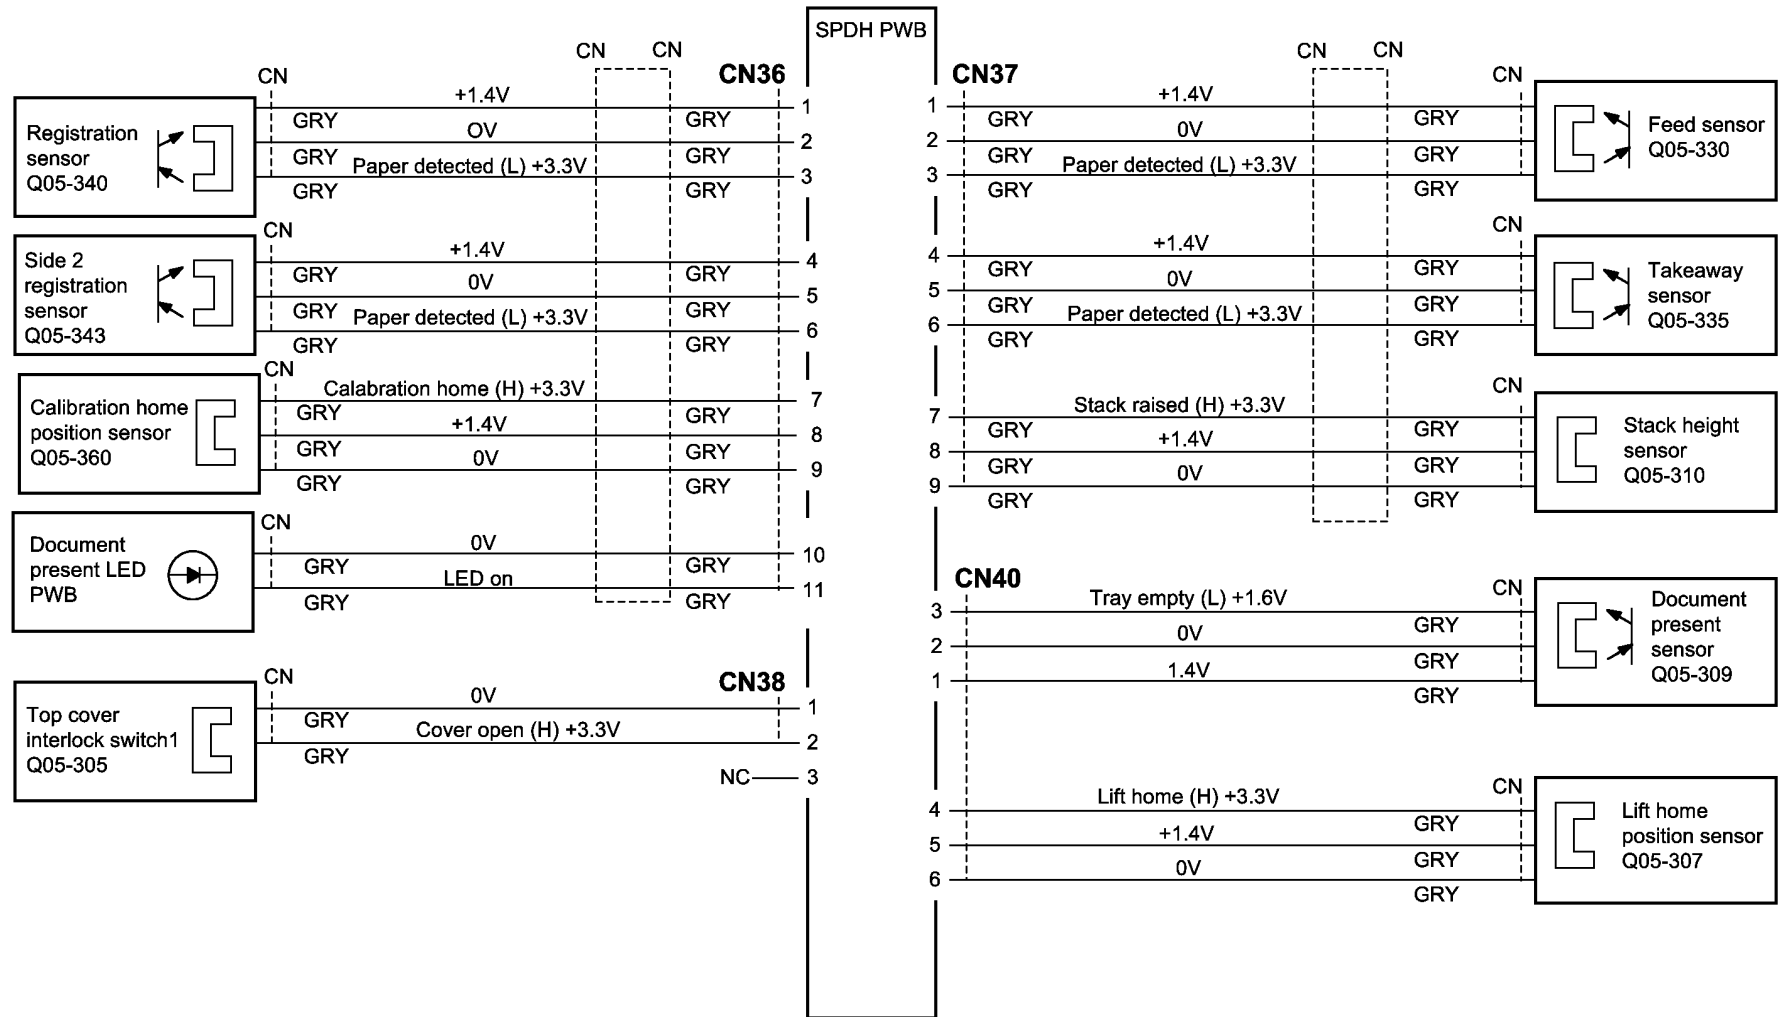 SPDH PWB
CN CN
CN36
CN
Registration
sensor
Q05-340
+1.4V
GRY GRY 1
OV
GRY GRY 2
Paper detected (L) +3.3V
GRY GRY 3
CN
Side 2
registration
sensor
Q05-343
+1.4V
GRY GRY 4
0V
GRY GRY 5
Paper detected (L) +3.3V
GRY GRY 6
CN
Calibration home
position sensor
Q05-360
Calabration home (H) +3.3V
GRY GRY 7
+1.4V
GRY GRY 8
0V
GRY GRY 9
CN
Document
present LED
PWB
0V
GRY GRY 10
LED on
GRY GRY 11
CN38
CN
Top cover
interlock switch1
Q05-305
0V
GRY 1
Cover open (H) +3.3V
GRY 2
NC 3
CN37
CN CN
CN
1 +1.4V
GRY GRY
2 0V
GRY GRY
3 Paper detected (L) +3.3V
GRY GRY
Feed sensor
Q05-330
CN
4 +1.4V
GRY GRY
5 0V
GRY GRY
6 Paper detected (L) +3.3V
GRY GRY
Takeaway
sensor
Q05-335
CN
7 Stack raised (H) +3.3V
GRY GRY
8 +1.4V
GRY GRY
9 0V
GRY GRY
Stack height
sensor
Q05-310
CN40
CN
3 Tray empty (L) +1.6V
GRY
2 0V
GRY
1 1.4V
GRY
Document
present
sensor
Q05-309
CN
4 Lift home (H) +3.3V
GRY
5 +1.4V
GRY
6 0V
GRY
Lift home
position sensor
Q05-307